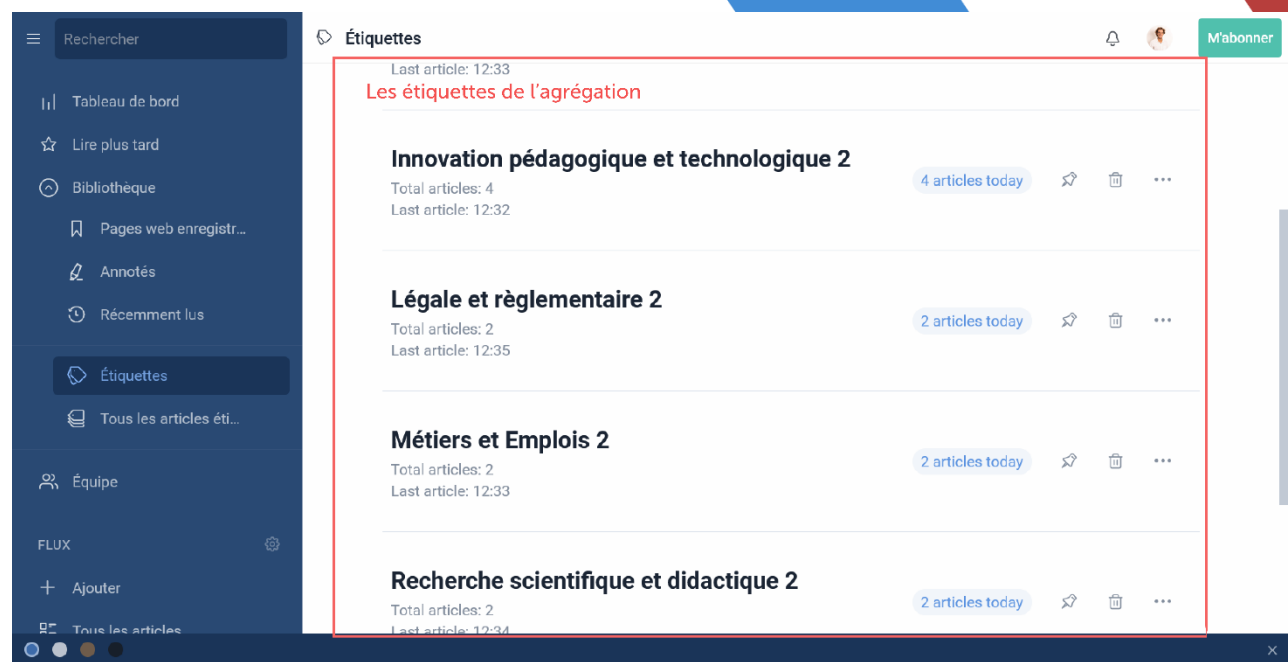 Rechercher
Étiquettes
M'abonner
Last article: 12:33
Les étiquettes de l'agrégation
Tableau de bord
Lire plus tard
Bibliothèque
Pages web enregistr...
Annotés
Récemment lus
Étiquettes
Tous les articles éti...
Équipe
FLUX
Ajouter
Tous les articles
Innovation pédagogique et technologique 2
Total articles: 4
Last article: 12:32
4 articles today
Légale et règlementaire 2
Total articles: 2
Last article: 12:35
2 articles today
Métiers et Emplois 2
Total articles: 2
Last article: 12:33
2 articles today
Recherche scientifique et didactique 2
Total articles: 2
Last article: 12:34
2 articles today